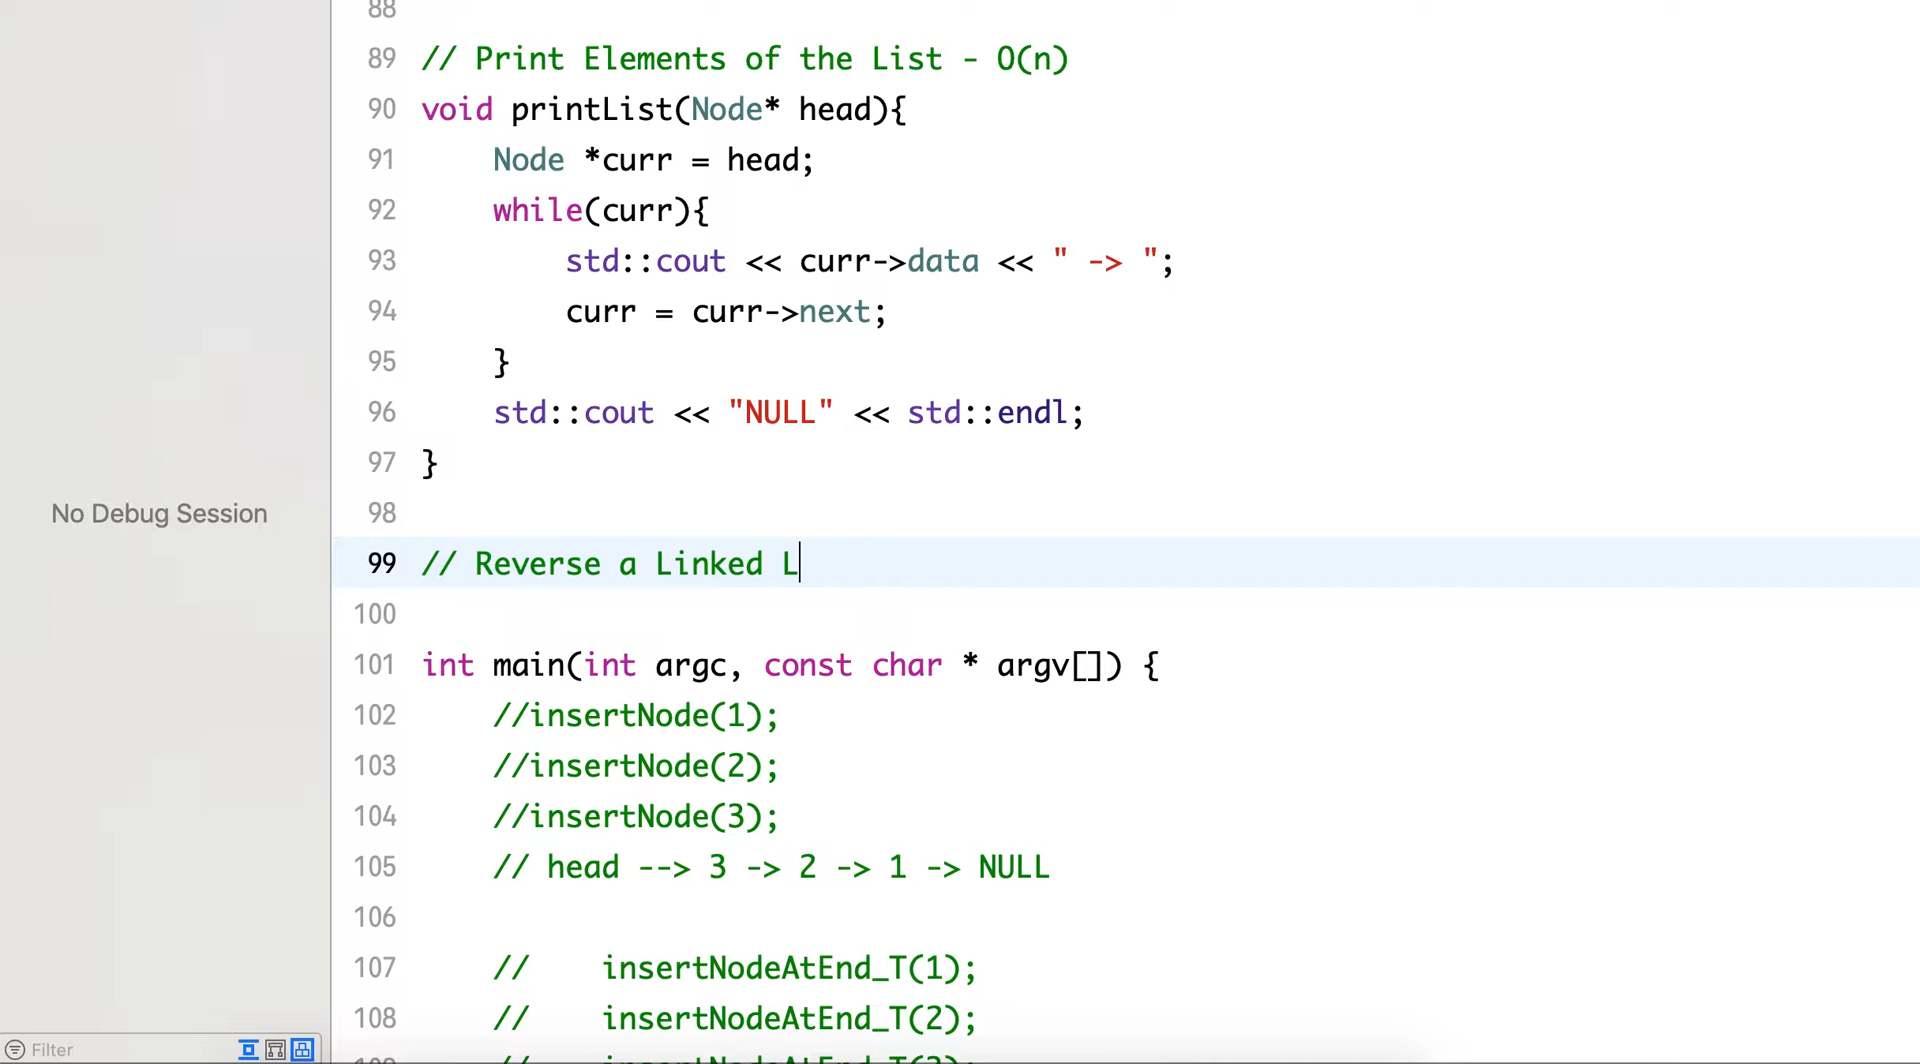 88
89 // Print Elements of the List - O(n)
90 void printList(Node* head){
91 Node *curr = head;
92 while(curr){
93 std::cout << curr->data << " -> ";
94 curr = curr->next;
95 }
96 std::cout << "NULL" << std::endl;
97 }
No Debug Session
98
99 // Reverse a Linked L
100
101 int main(int argc, const char * argv[]) {
102 //insertNode(1);
103 //insertNode(2);
104 //insertNode(3);
105 // head --> 3 -> 2 -> 1 -> NULL
106
107 // insertNodeAtEnd_T(1);
108 // insertNodeAtEnd_T(2);
Filter